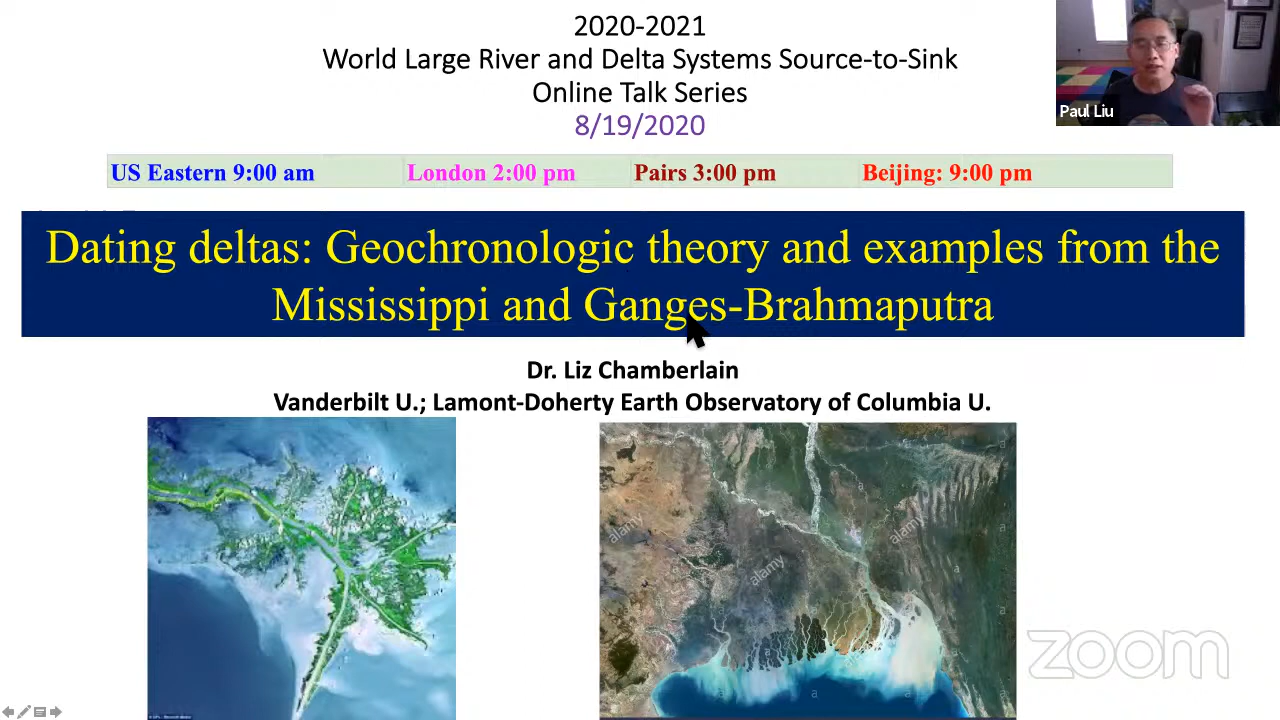 2020-2021
World Large River and Delta Systems Source-to-Sink
Online Talk Series
8/19/2020
Paul Liu
US Eastern 9:00 am London 2:00 pm Pairs 3:00 pm Beijing: 9:00 pm
Dating deltas: Geochronologic theory and examples from the
Mississippi and Ganges-Brahmaputra
Dr. Liz Chamberlain
Vanderbilt U.; Lamont-Doherty Earth Observatory of Columbia U.
alamy
alamy
alamy
a
a
a
a
a
a
a
zoom